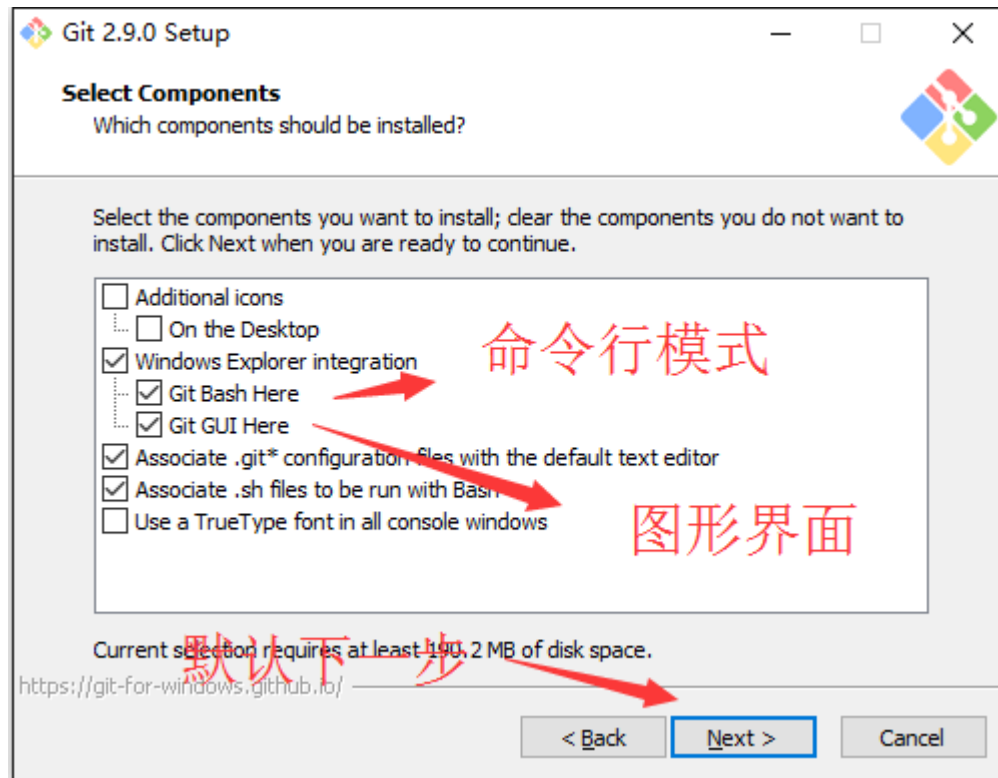 Git 2.9.0 Setup
Select Components
Which components should be installed?
Select the components you want to install; clear the components you do not want to
install. Click Next when you are ready to continue.
Additional icons
On the Desktop
命令行模式
Windows Explorer integration
Git Bash Here
Git GUI Here
Associate .git* configuration files with the default text editor
Associate .sh files to be run with Bash
Use a TrueType font in all console windows
图形界面
Current selection requires at least 190.2 MB of disk space.
默认下一步
https://git-for-windows.github.io/
< Back
Next >
Cancel